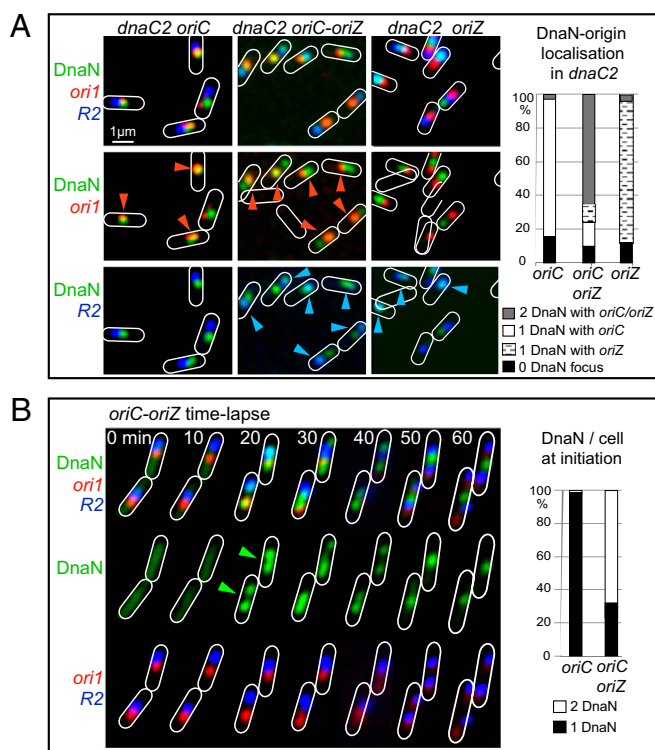 A
dnaC2 oriC
dnaC2 oriC-oriZ
dnaC2 oriZ
DnaN
ori1
R2
1µm
DnaN
ori1
DnaN
R2
DnaN-origin
localisation
in dnaC2
100
%
80
60
40
20
0
oriC
oriC
oriZ
oriZ
2 DnaN with oriC/oriZ
1 DnaN with oriC
1 DnaN with oriZ
0 DnaN focus
B
oriC-oriZ time-lapse
0 min 10 20 30 40 50 60
DnaN
ori1
R2
DnaN
ori1
R2
DnaN / cell
at initiation
100
%
80
60
40
20
0
oriC
oriC
oriZ
2 DnaN
1 DnaN